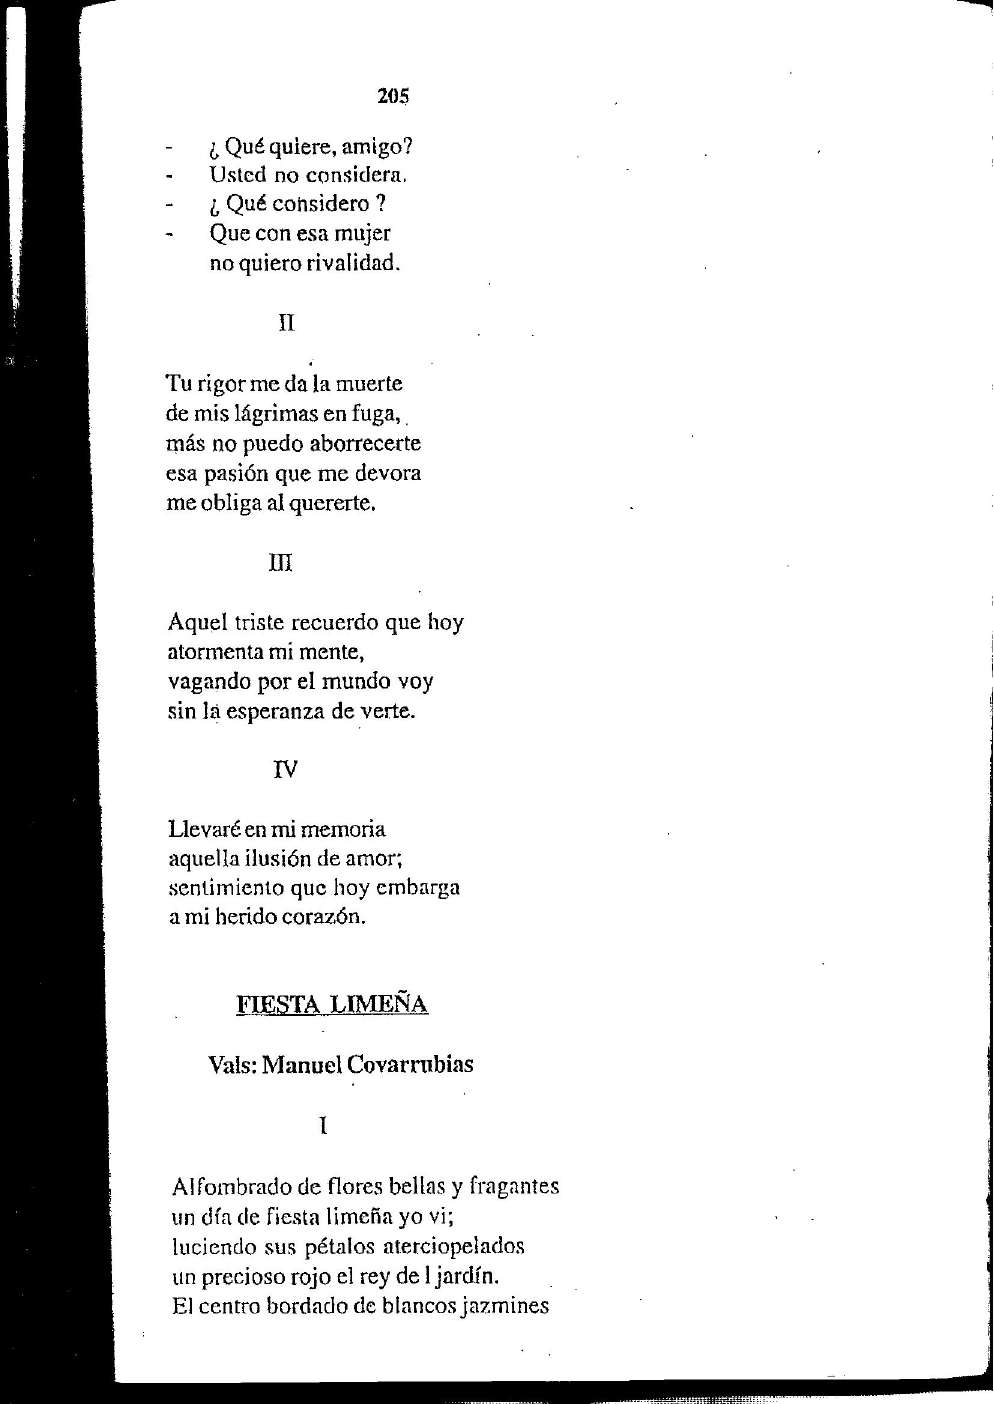 205
- ¿ Qué quiere, amigo?
- Usted no considera.
- ¿ Qué considero ?
- Que con esa mujer
no quiero rivalidad.
II
Tu rigor me da la muerte
de mis lágrimas en fuga,
más no puedo aborrecerte
esa pasión que me devora
me obliga al quererte.
III
Aquel triste recuerdo que hoy
atormenta mi mente,
vagando por el mundo voy
sin la esperanza de verte.
IV
Llevaré en mi memoria
aquella ilusión de amor;
sentimiento que hoy embarga
a mi herido corazón.
FIESTA LIMEÑA
Vals: Manuel Covarrubias
I
Alfombrado de flores bellas y fragantes
un día de fiesta limeña yo vi;
luciendo sus pétalos aterciopelados
un precioso rojo el rey de l jardín.
El centro bordado de blancos jazmines